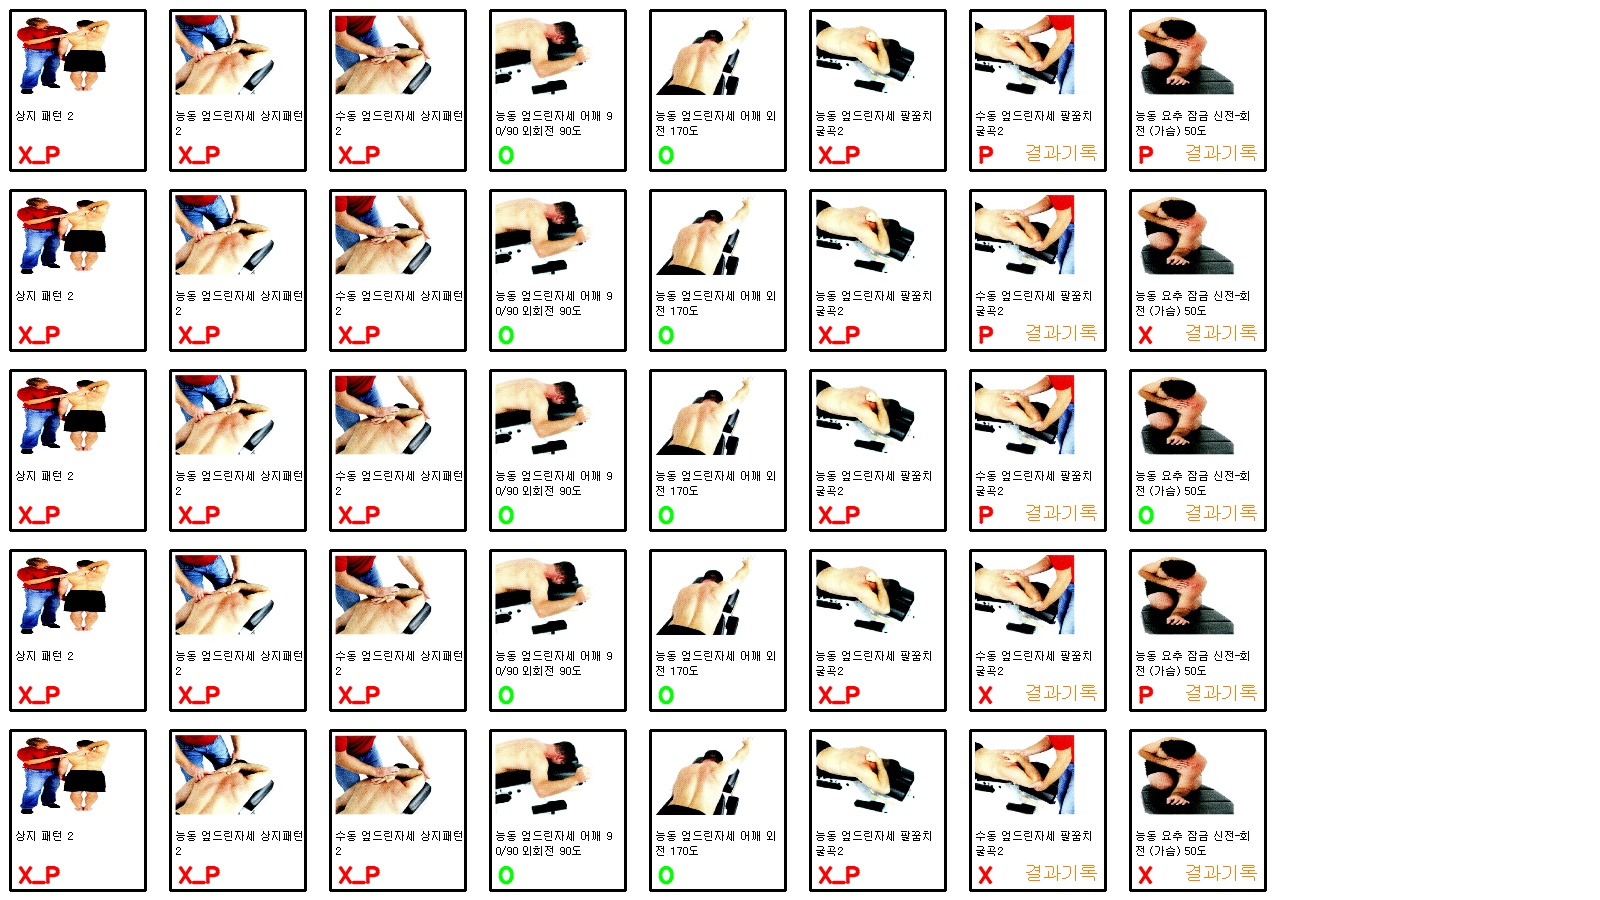 상지 패턴 2
X_P
능동 엎드린자세 상지패턴
2
X_P
수동 엎드린자세 상지패턴
2
X_P
능동 엎드린자세 어깨 9
0/90 외회전 90도
O
능동 엎드린자세 어깨 외
전 170도
O
능동 엎드린자세 팔꿈치
굴곡2
X_P
수동 엎드린자세 팔꿈치
굴곡2
P 결과기록
능동 요추 잠금 신전-회
전 (가슴) 50도
P 결과기록
상지 패턴 2
X_P
능동 엎드린자세 상지패턴
2
X_P
수동 엎드린자세 상지패턴
2
X_P
능동 엎드린자세 어깨 9
0/90 외회전 90도
O
능동 엎드린자세 어깨 외
전 170도
O
능동 엎드린자세 팔꿈치
굴곡2
X_P
수동 엎드린자세 팔꿈치
굴곡2
P 결과기록
능동 요추 잠금 신전-회
전 (가슴) 50도
X 결과기록
상지 패턴 2
X_P
능동 엎드린자세 상지패턴
2
X_P
수동 엎드린자세 상지패턴
2
X_P
능동 엎드린자세 어깨 9
0/90 외회전 90도
O
능동 엎드린자세 어깨 외
전 170도
O
능동 엎드린자세 팔꿈치
굴곡2
X_P
수동 엎드린자세 팔꿈치
굴곡2
P 결과기록
능동 요추 잠금 신전-회
전 (가슴) 50도
O 결과기록
상지 패턴 2
X_P
능동 엎드린자세 상지패턴
2
X_P
수동 엎드린자세 상지패턴
2
X_P
능동 엎드린자세 어깨 9
0/90 외회전 90도
O
능동 엎드린자세 어깨 외
전 170도
O
능동 엎드린자세 팔꿈치
굴곡2
X_P
수동 엎드린자세 팔꿈치
굴곡2
X 결과기록
능동 요추 잠금 신전-회
전 (가슴) 50도
P 결과기록
상지 패턴 2
X_P
능동 엎드린자세 상지패턴
2
X_P
수동 엎드린자세 상지패턴
2
X_P
능동 엎드린자세 어깨 9
0/90 외회전 90도
O
능동 엎드린자세 어깨 외
전 170도
O
능동 엎드린자세 팔꿈치
굴곡2
X_P
수동 엎드린자세 팔꿈치
굴곡2
X 결과기록
능동 요추 잠금 신전-회
전 (가슴) 50도
X 결과기록